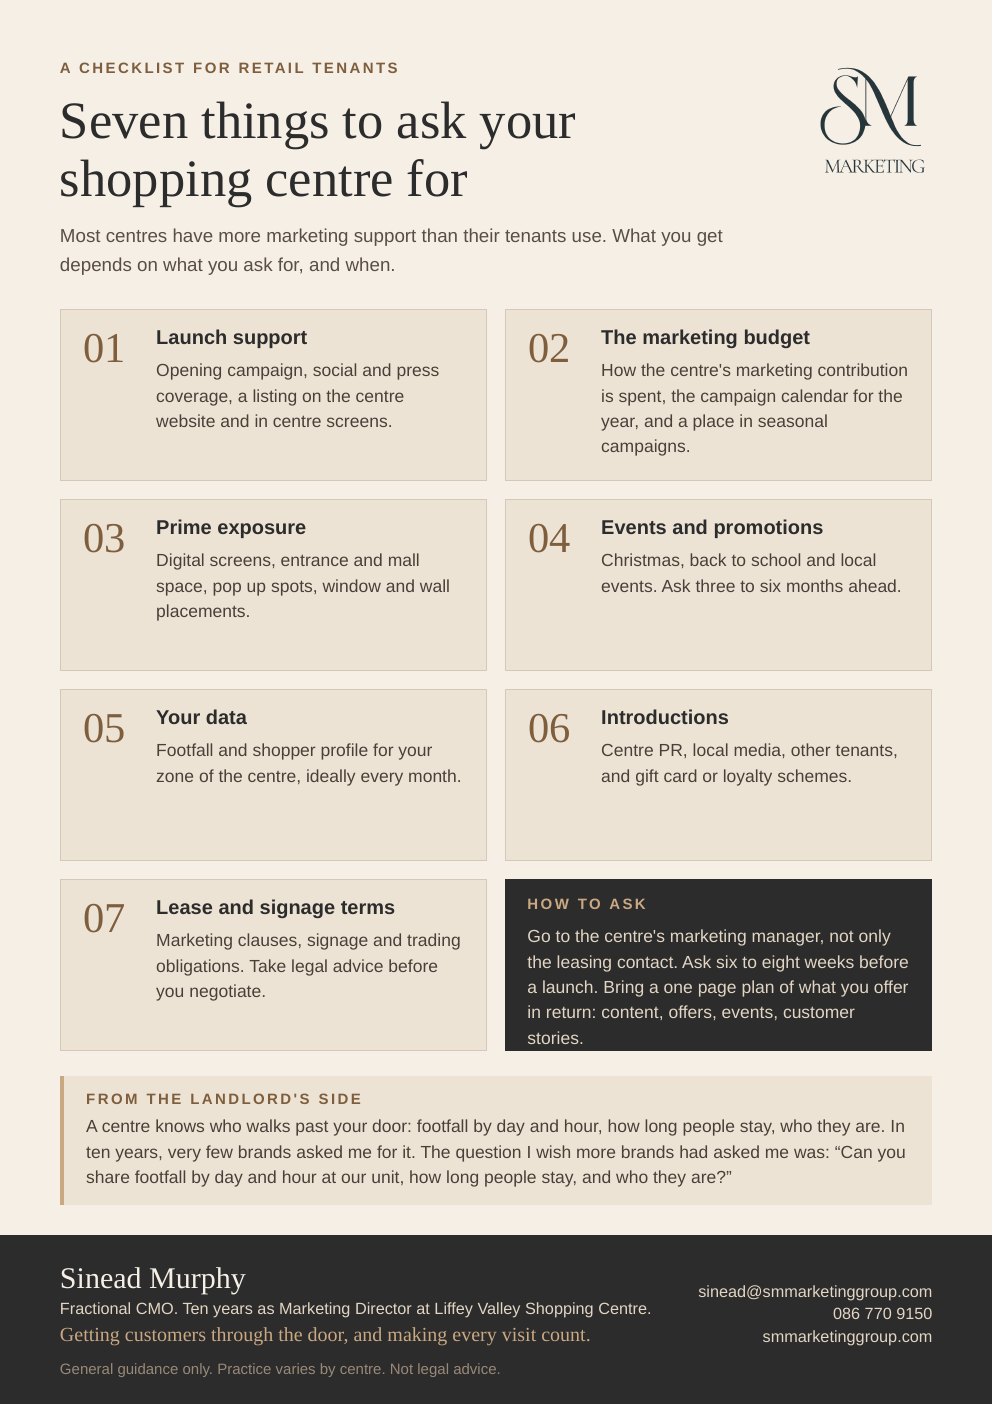 A CHECKLIST FOR RETAIL TENANTS
Seven things to ask your
shopping centre for
SM
MARKETING
Most centres have more marketing support than their tenants use. What you get
depends on what you ask for, and when.
01
Launch support
Opening campaign, social and press
coverage, a listing on the centre
website and in centre screens.
02
The marketing budget
How the centre's marketing contribution
is spent, the campaign calendar for the
year, and a place in seasonal
campaigns.
03
Prime exposure
Digital screens, entrance and mall
space, pop up spots, window and wall
placements.
04
Events and promotions
Christmas, back to school and local
events. Ask three to six months ahead.
05
Your data
Footfall and shopper profile for your
zone of the centre, ideally every month.
06
Introductions
Centre PR, local media, other tenants,
and gift card or loyalty schemes.
07
Lease and signage terms
Marketing clauses, signage and trading
obligations. Take legal advice before
you negotiate.
HOW TO ASK
Go to the centre's marketing manager, not only
the leasing contact. Ask six to eight weeks before
a launch. Bring a one page plan of what you offer
in return: content, offers, events, customer
stories.
FROM THE LANDLORD'S SIDE
A centre knows who walks past your door: footfall by day and hour, how long people stay, who they are. In
ten years, very few brands asked me for it. The question I wish more brands had asked me was: “Can you
share footfall by day and hour at our unit, how long people stay, and who they are?”
Sinead Murphy
Fractional CMO. Ten years as Marketing Director at Liffey Valley Shopping Centre.
Getting customers through the door, and making every visit count.
General guidance only. Practice varies by centre. Not legal advice.
sinead@smmarketinggroup.com
086 770 9150
smmarketinggroup.com